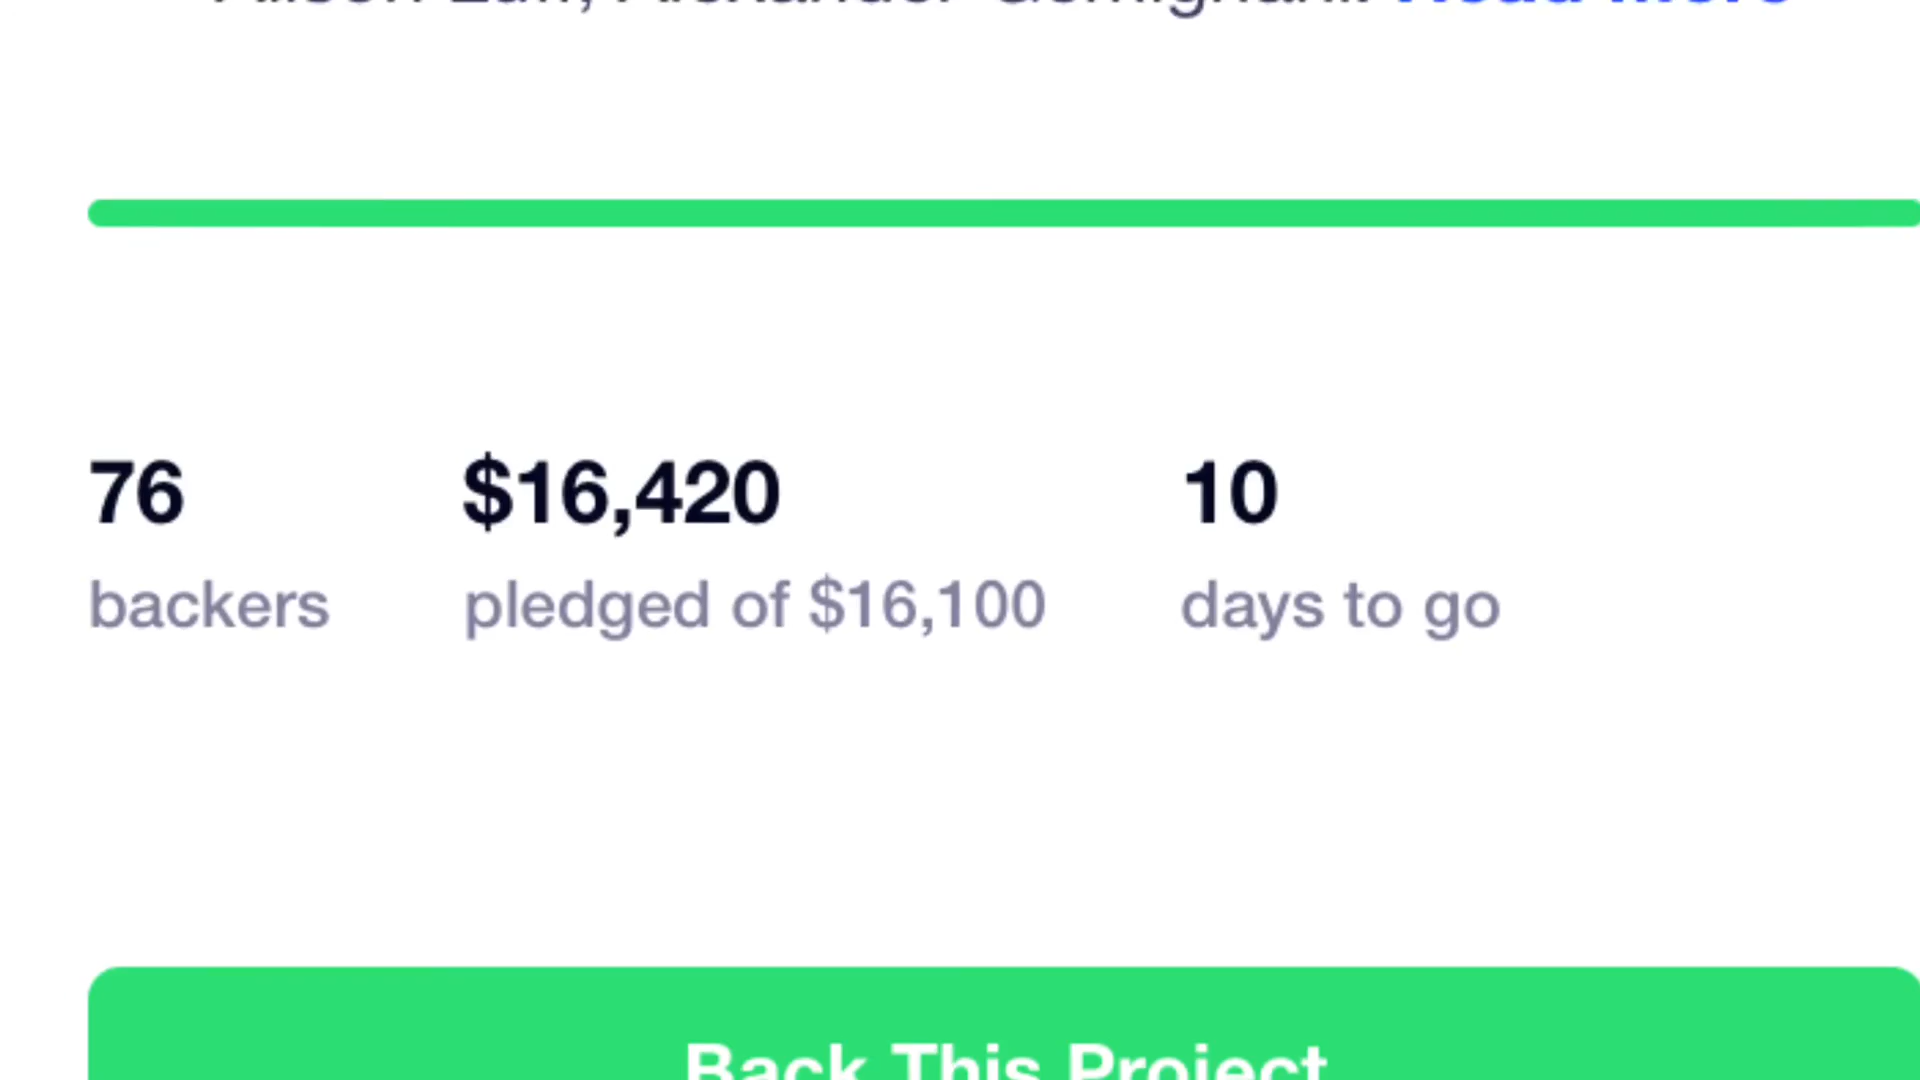 76 $16,420 10
backers pledged of $16,100 days to go
Back This Project